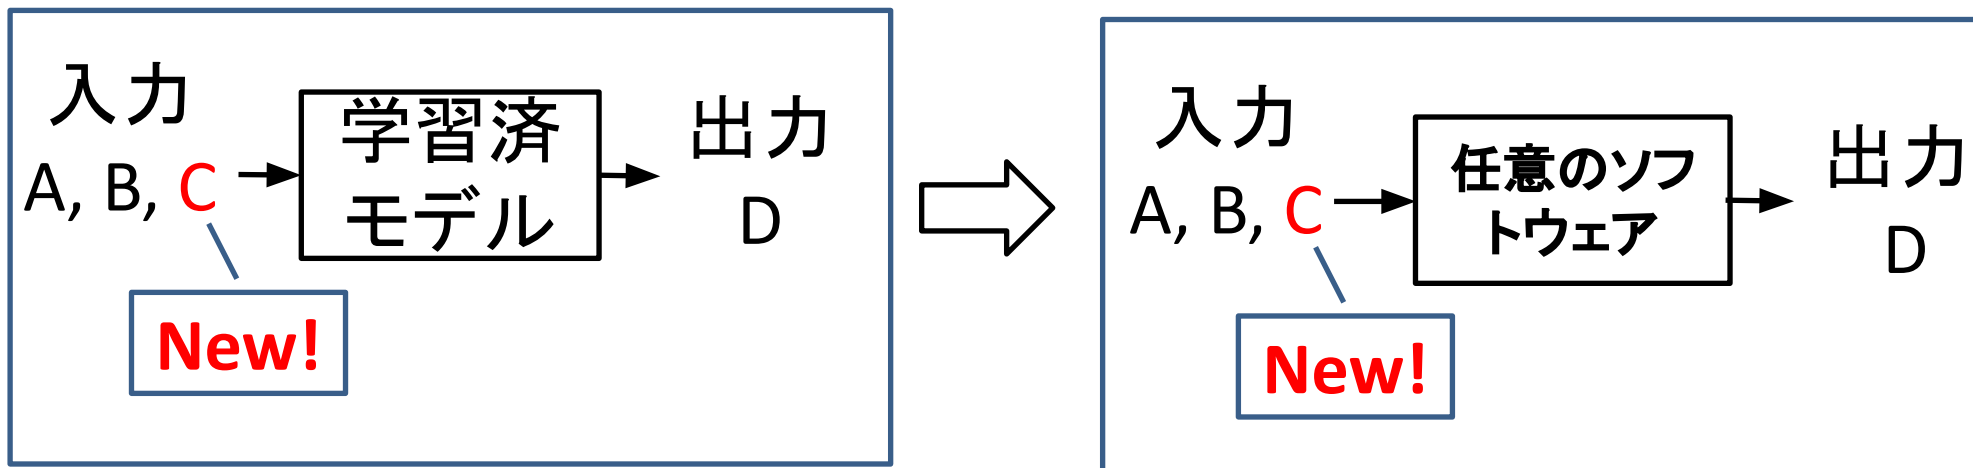 入力
A, B, C
学習済
モデル
出力
D
New!
入力
A, B, C
任意のソフ
トウェア
出力
D
New!